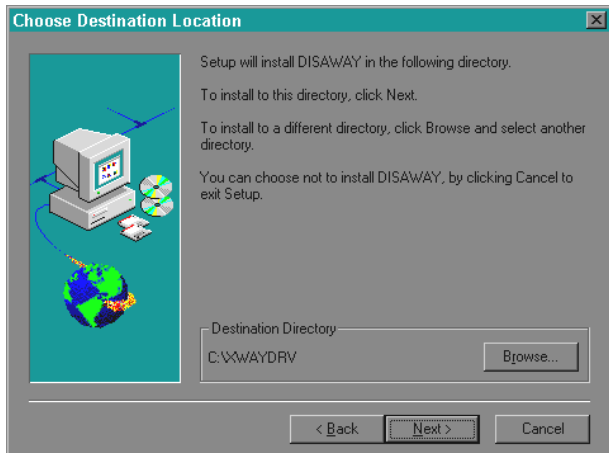 Choose Destination Location
Setup will install DISAWAY in the following directory.
To install to this directory, click Next.
To install to a different directory, click Browse and select another
directory.
You can choose not to install DISAWAY, by clicking Cancel to
exit Setup.
Destination Directory
C:\XWAYDRV
Browse...
< Back
Next >
Cancel